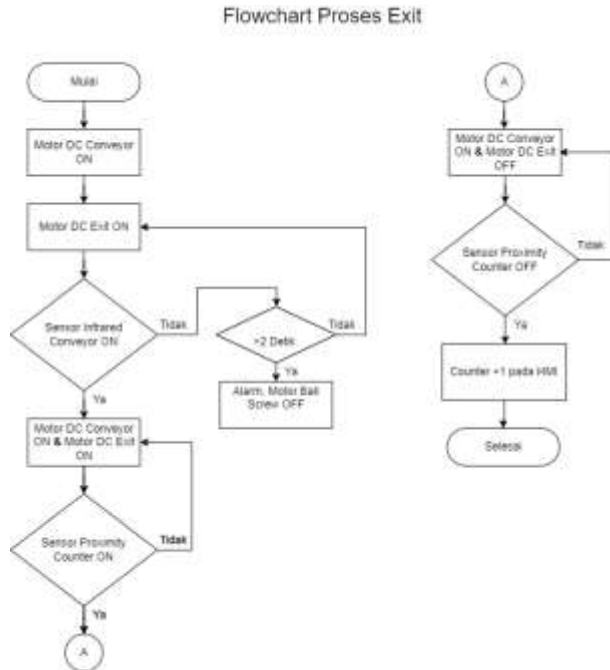 Flowchart Proses Exit
Mulai
Motor DC Conveyor
ON
Motor DC Exit ON
Sensor Infrared
Conveyor ON
Tidak
>2 Detik
Tidak
Ya
Alarm, Motor Ball
Screw OFF
Ya
Motor DC Conveyor
ON & Motor DC Exit
ON
Sensor Proximity
Counter ON
Tidak
Ya
A
A
Motor DC Conveyor
ON & Motor DC Exit
OFF
Sensor Proximity
Counter OFF
Tidak
Ya
Counter +1 pada HMI
Selesai